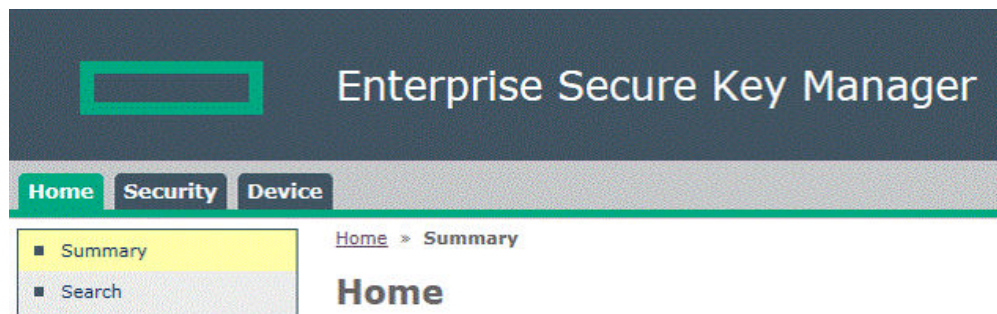 Enterprise Secure Key Manager
Home Security Device
Summary
Search
Home » Summary
Home